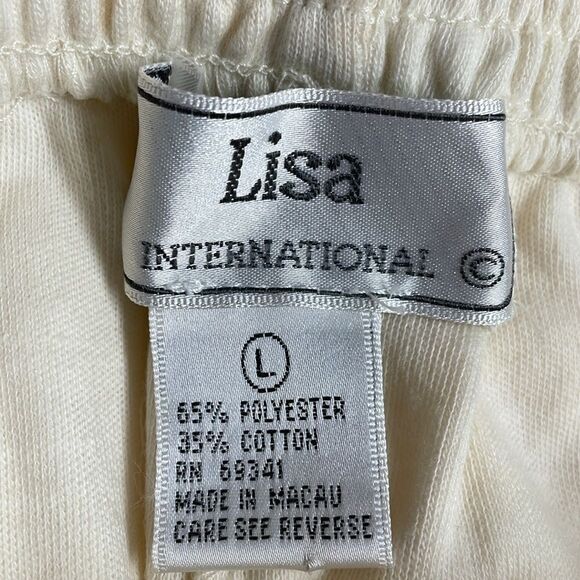 Lisa
INTERNATIONAL ©
L
65% POLYESTER
35% COTTON
RN 69341
MADE IN MACAU
CARE SEE REVERSE